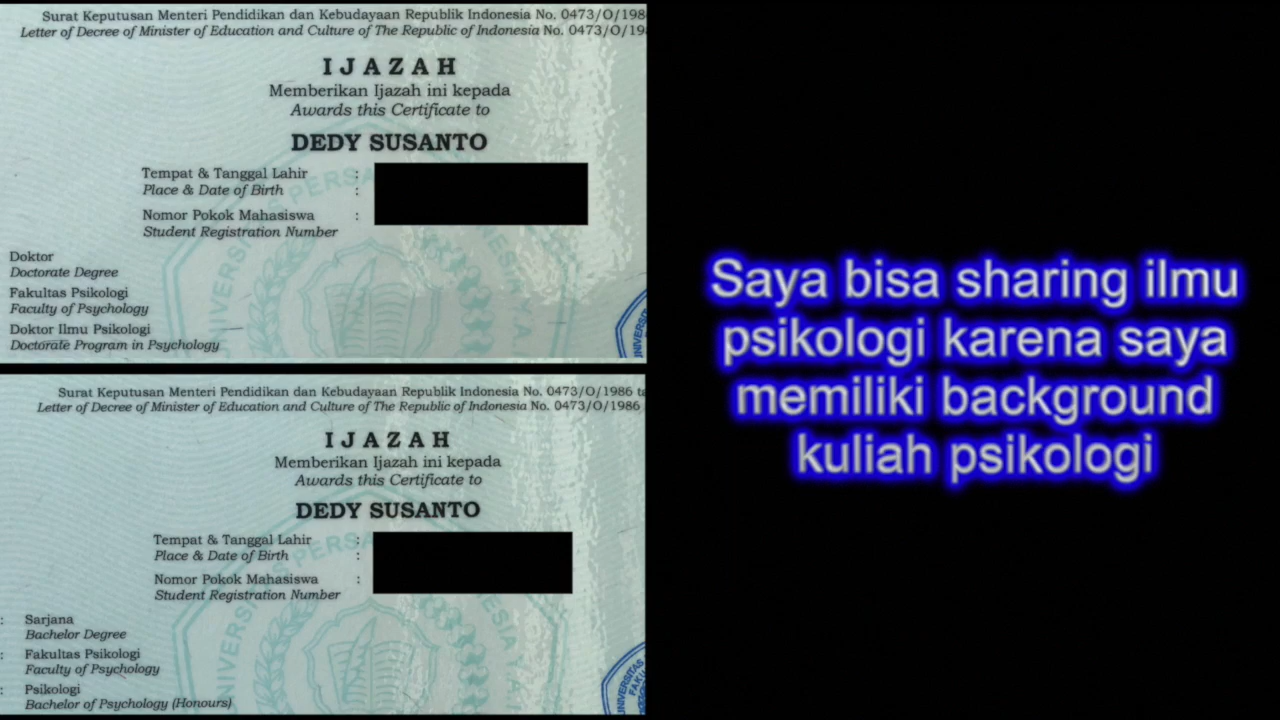 Surat Keputusan Menteri Pendidikan dan Kebudayaan Republik Indonesia No. 0473/O/198
Letter of Decree of Minister of Education and Culture of The Republic of Indonesia No. 0473/O/19
I J A Z A H
Memberikan Ijazah ini kepada
Awards this Certificate to
DEDY SUSANTO
Tempat & Tanggal Lahir :
Place & Date of Birth :
Nomor Pokok Mahasiswa :
Student Registration Number
Doktor
Doctorate Degree
Fakultas Psikologi
Faculty of Psychology
Doktor Ilmu Psikologi
Doctorate Program in Psychology
Surat Keputusan Menteri Pendidikan dan Kebudayaan Republik Indonesia No. 0473/O/1986
Letter of Decree of Minister of Education and Culture of The Republic of Indonesia No. 0473/O/1986
I J A Z A H
Memberikan Ijazah ini kepada
Awards this Certificate to
DEDY SUSANTO
Tempat & Tanggal Lahir :
Place & Date of Birth :
Nomor Pokok Mahasiswa :
Student Registration Number
: Sarjana
Bachelor Degree
: Fakultas Psikologi
Faculty of Psychology
: Psikologi
Bachelor of Psychology (Honours)
Saya bisa sharing ilmu
psikologi karena saya
memiliki background
kuliah psikologi